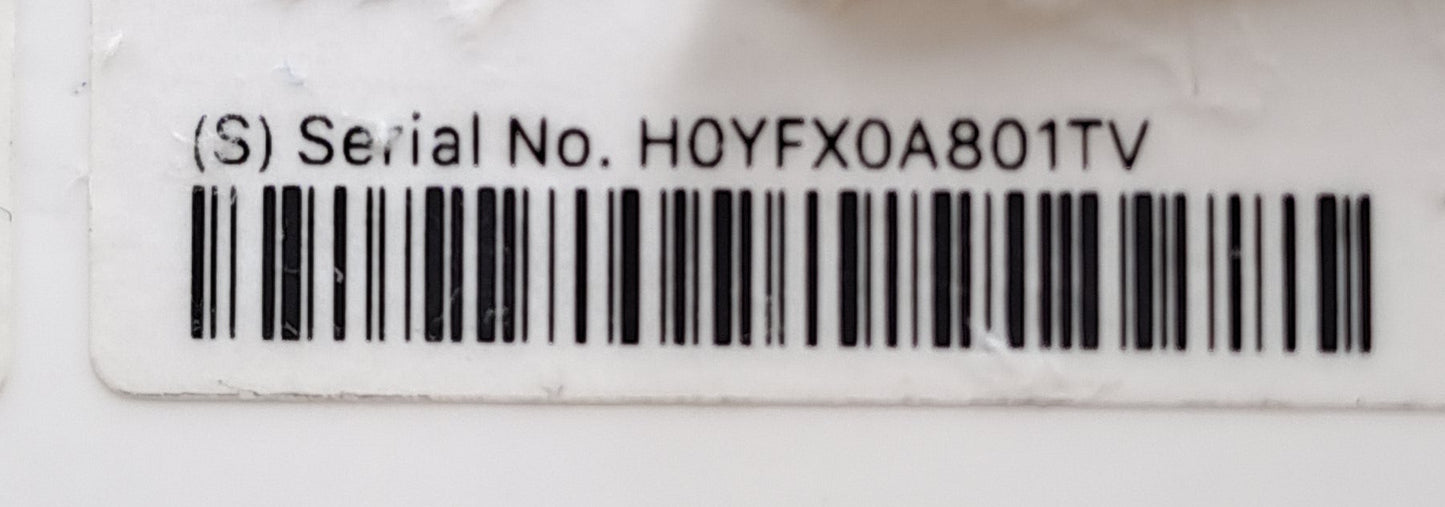 (S) Serial No. H0YFX0A801TV